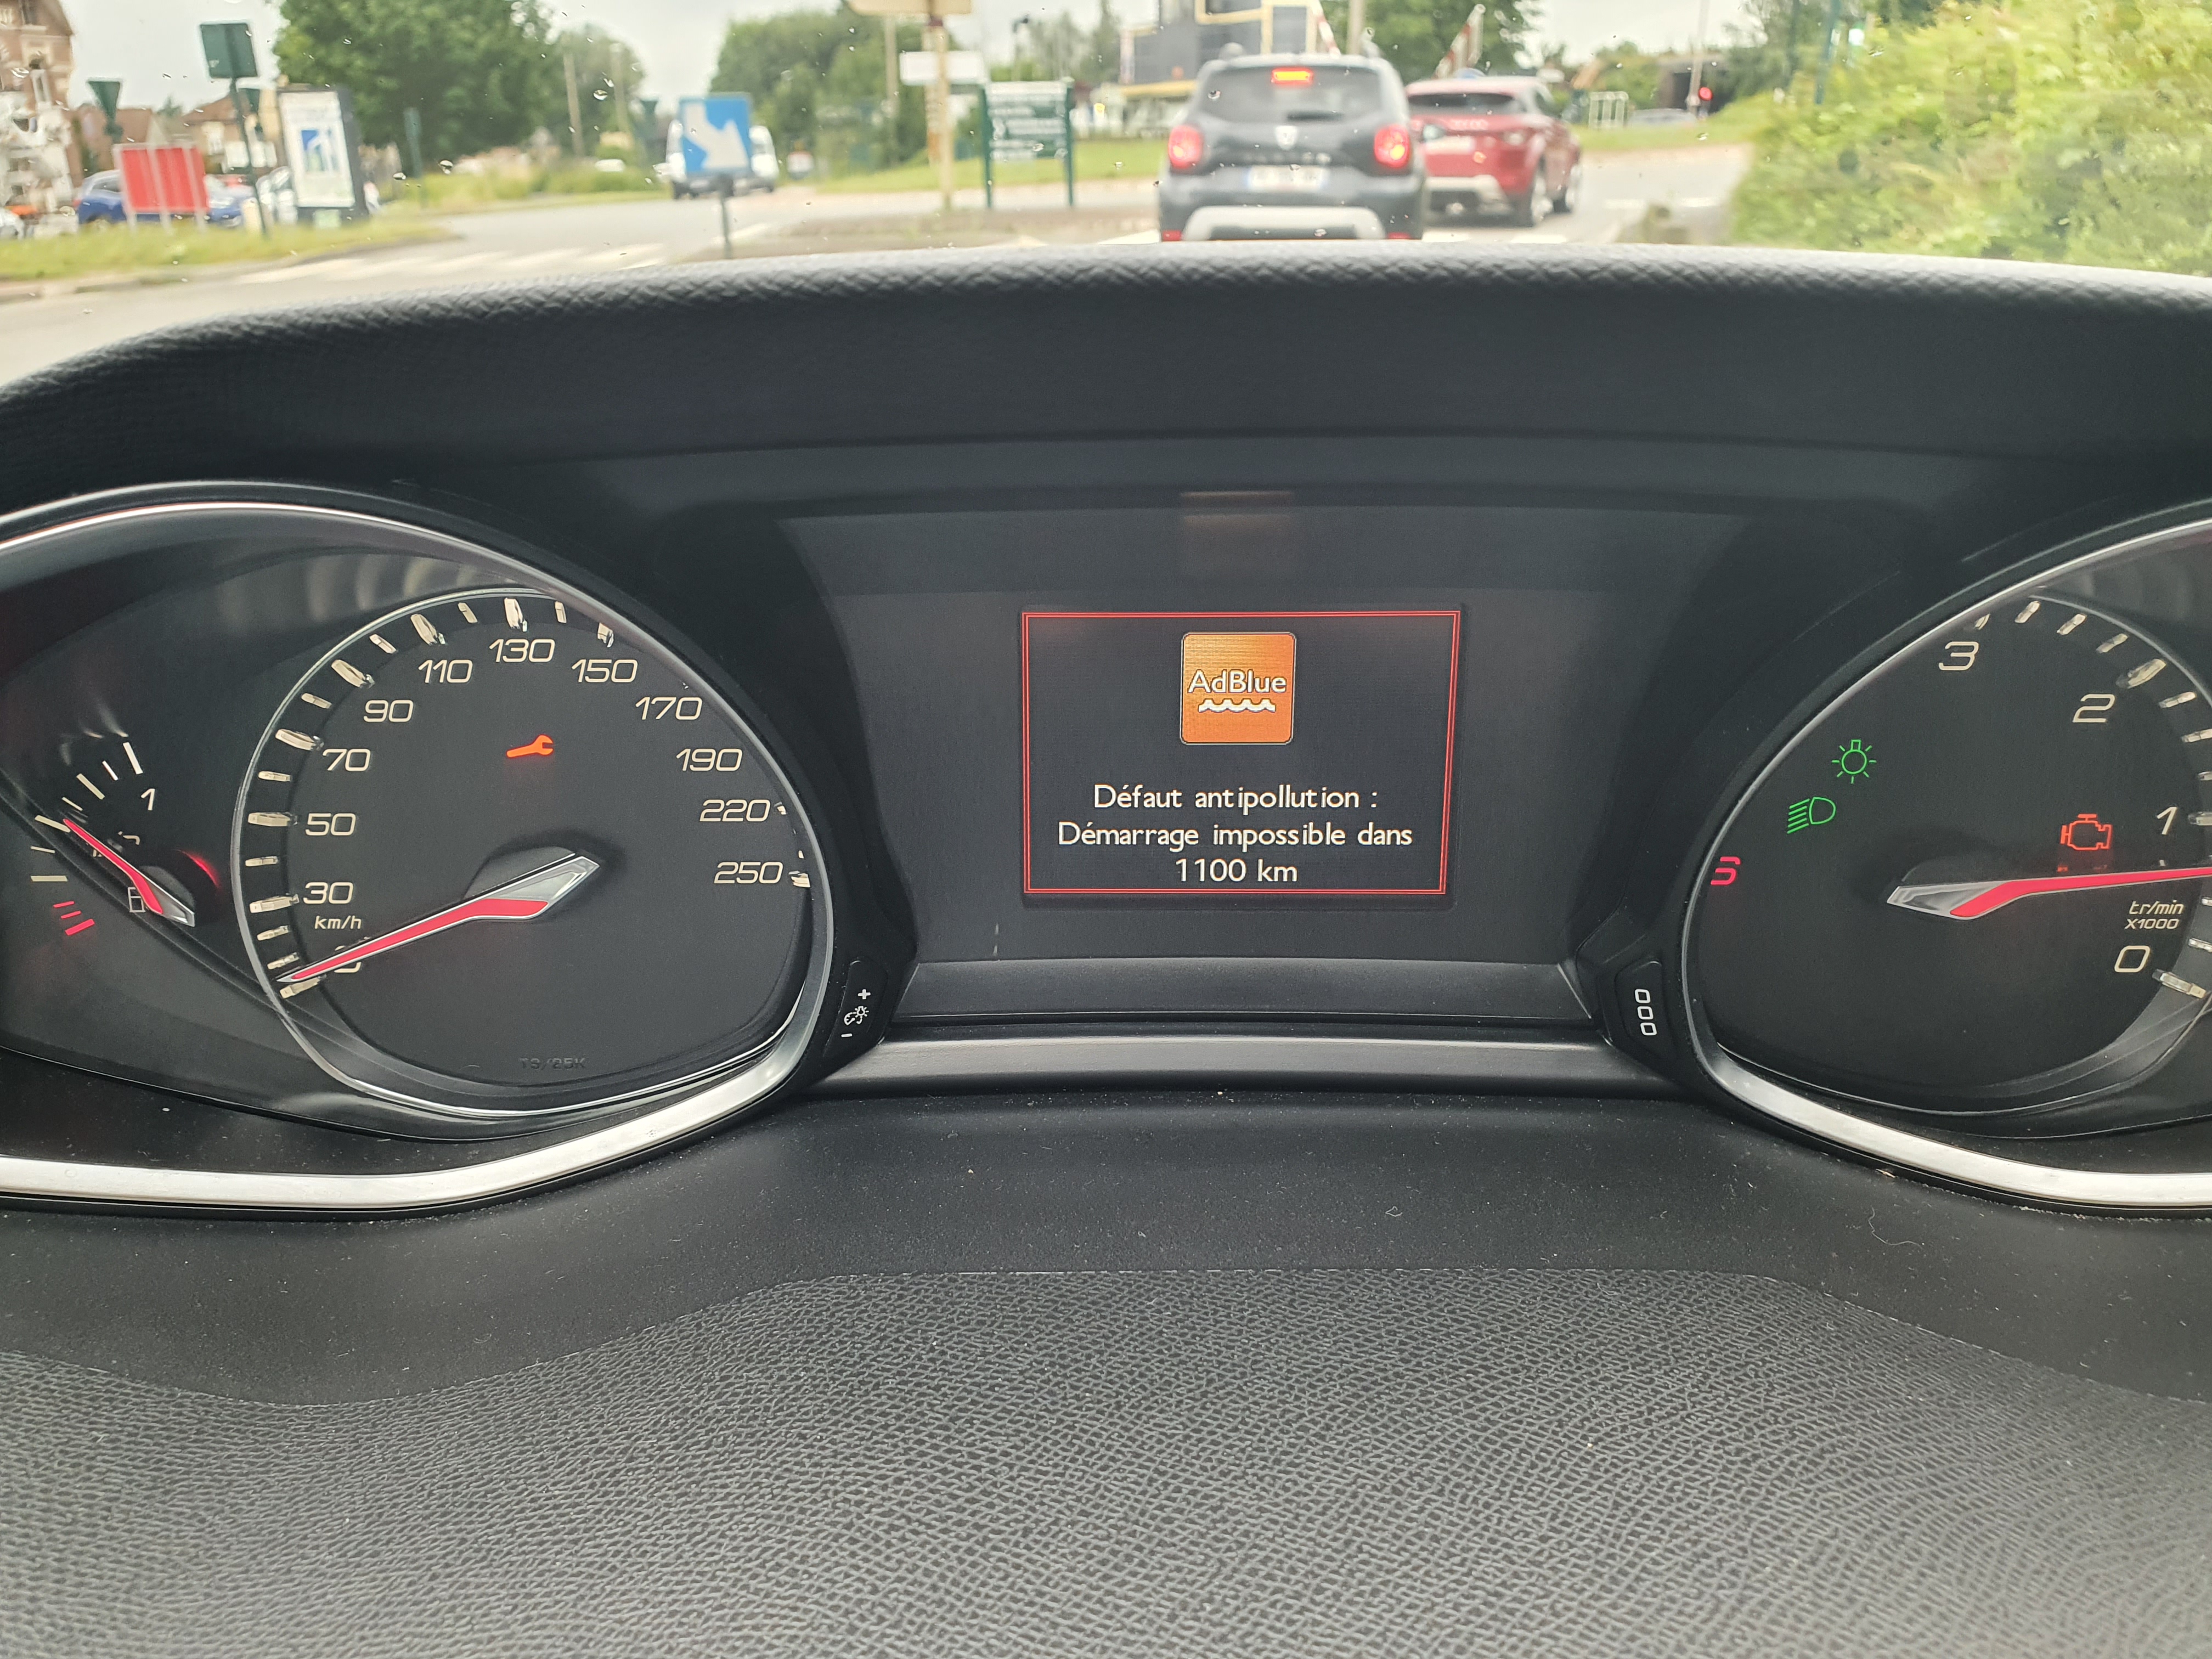 AdBlue
Défaut antipollution :
Démarrage impossible dans
1100 km
130
110
150
90
170
70
190
50
220
30
250
km/h
1
3
2
1
tr/min
X1000
0
+
-